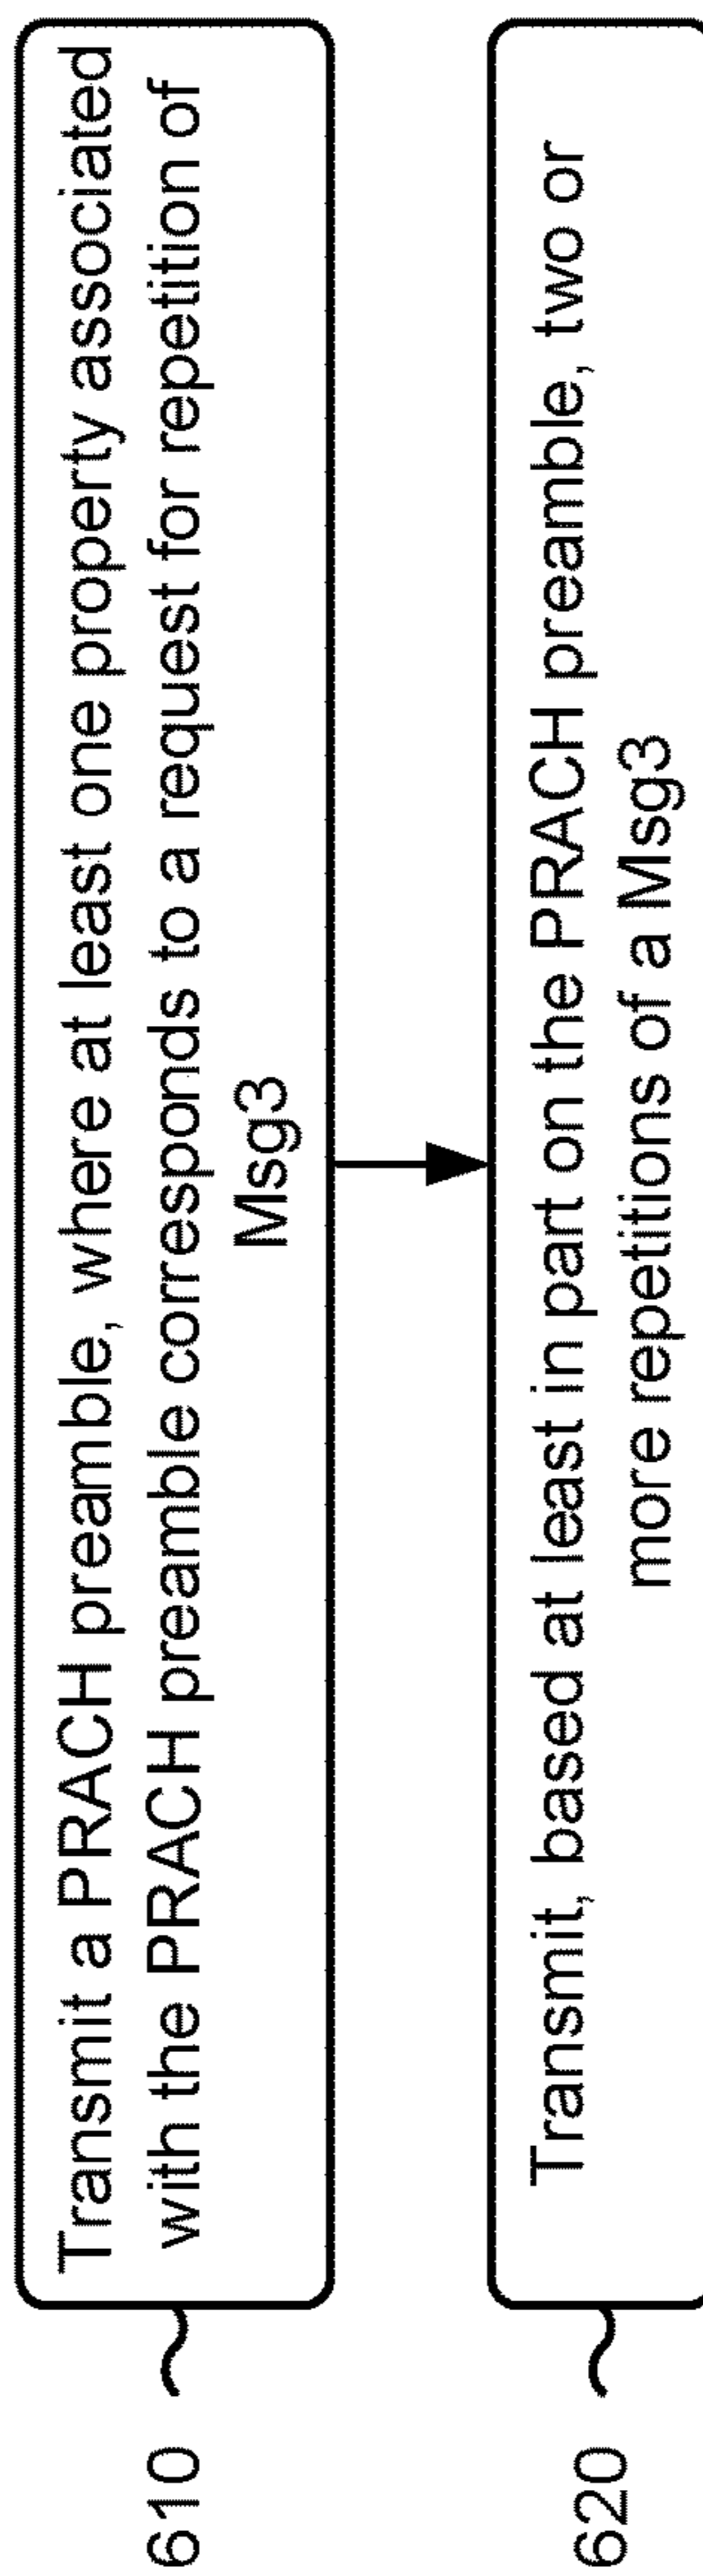 610
Transmit a PRACH preamble, where at least one property associated
with the PRACH preamble corresponds to a request for repetition of
Msg3
620
Transmit, based at least in part on the PRACH preamble, two or
more repetitions of a Msg3